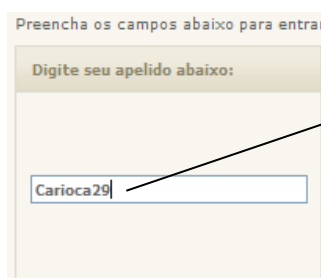 Preencha os campos abaixo para entrar
Digite seu apelido abaixo:
Carioca29